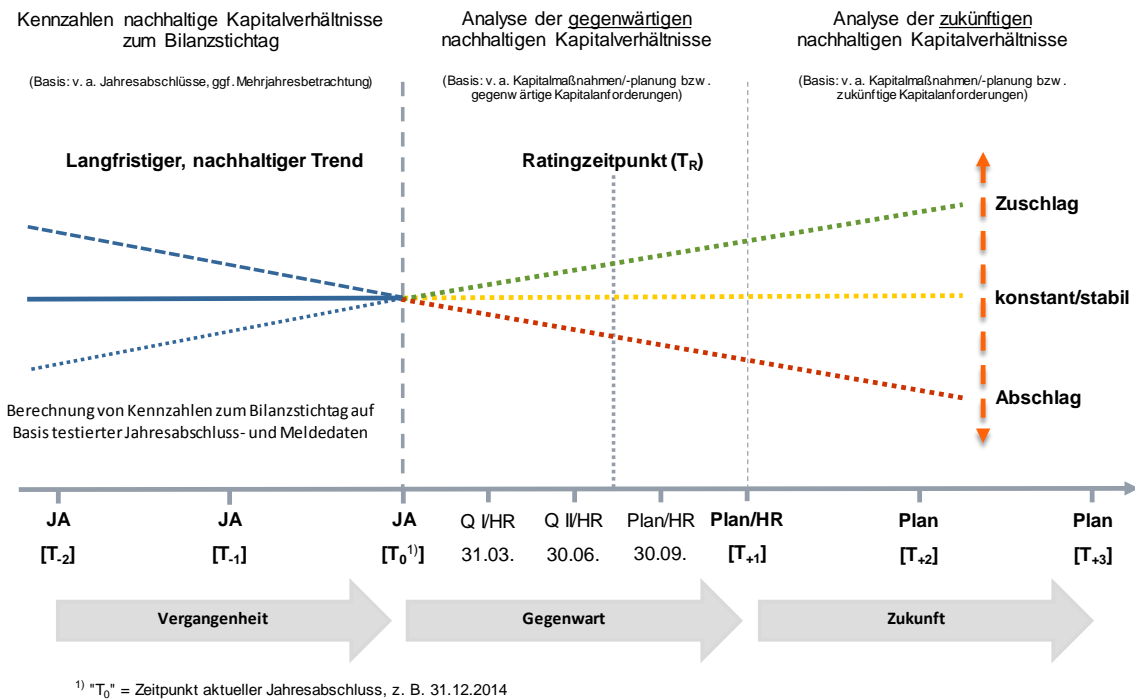 Kennzahlen nachhaltige Kapitalverhältnisse
zum Bilanzstichtag
(Basis: v. a. Jahresabschlüsse, ggf. Mehrjahresbetrachtung)
Analyse der gegenwärtigen
nachhaltigen Kapitalverhältnisse
(Basis: v. a. Kapitalmaßnahmen/-planung bzw.
gegenwärtige Kapitalanforderungen)
Analyse der zukünftigen
nachhaltigen Kapitalverhältnisse
(Basis: v. a. Kapitalmaßnahmen/-planung bzw.
zukünftige Kapitalanforderungen)
Langfristiger, nachhaltiger Trend
Ratingzeitpunkt (T_R)
Zuschlag
konstant/stabil
Abschlag
Berechnung von Kennzahlen zum Bilanzstichtag auf
Basis testierter Jahresabschluss- und Meldedaten
JA JA JA Q I/HR Q II/HR Plan/HR Plan/HR Plan Plan
[T-2] [T-1] [T0 1)] 31.03. 30.06. 30.09. [T+1] [T+2] [T+3]
Vergangenheit Gegenwart Zukunft
1) "T0" = Zeitpunkt aktueller Jahresabschluss, z. B. 31.12.2014